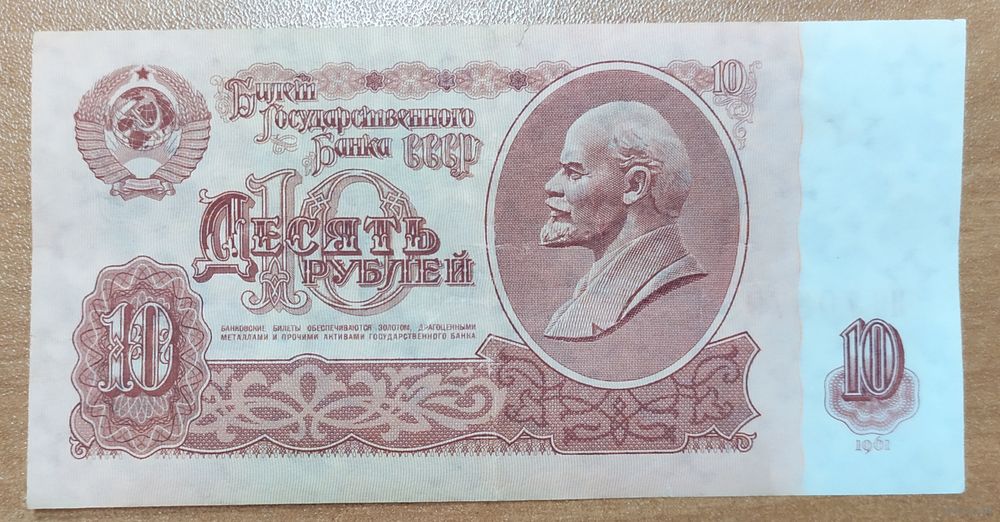 Билет
Государственного
Банка СССР
10
10
Десять
рублей
БАНКОВСКИЕ БИЛЕТЫ ОБЕСПЕЧИВАЮТСЯ ЗОЛОТОМ, ДРАГОЦЕННЫМИ
МЕТАЛЛАМИ И ПРОЧИМИ АКТИВАМИ ГОСУДАРСТВЕННОГО БАНКА
10
10
1961